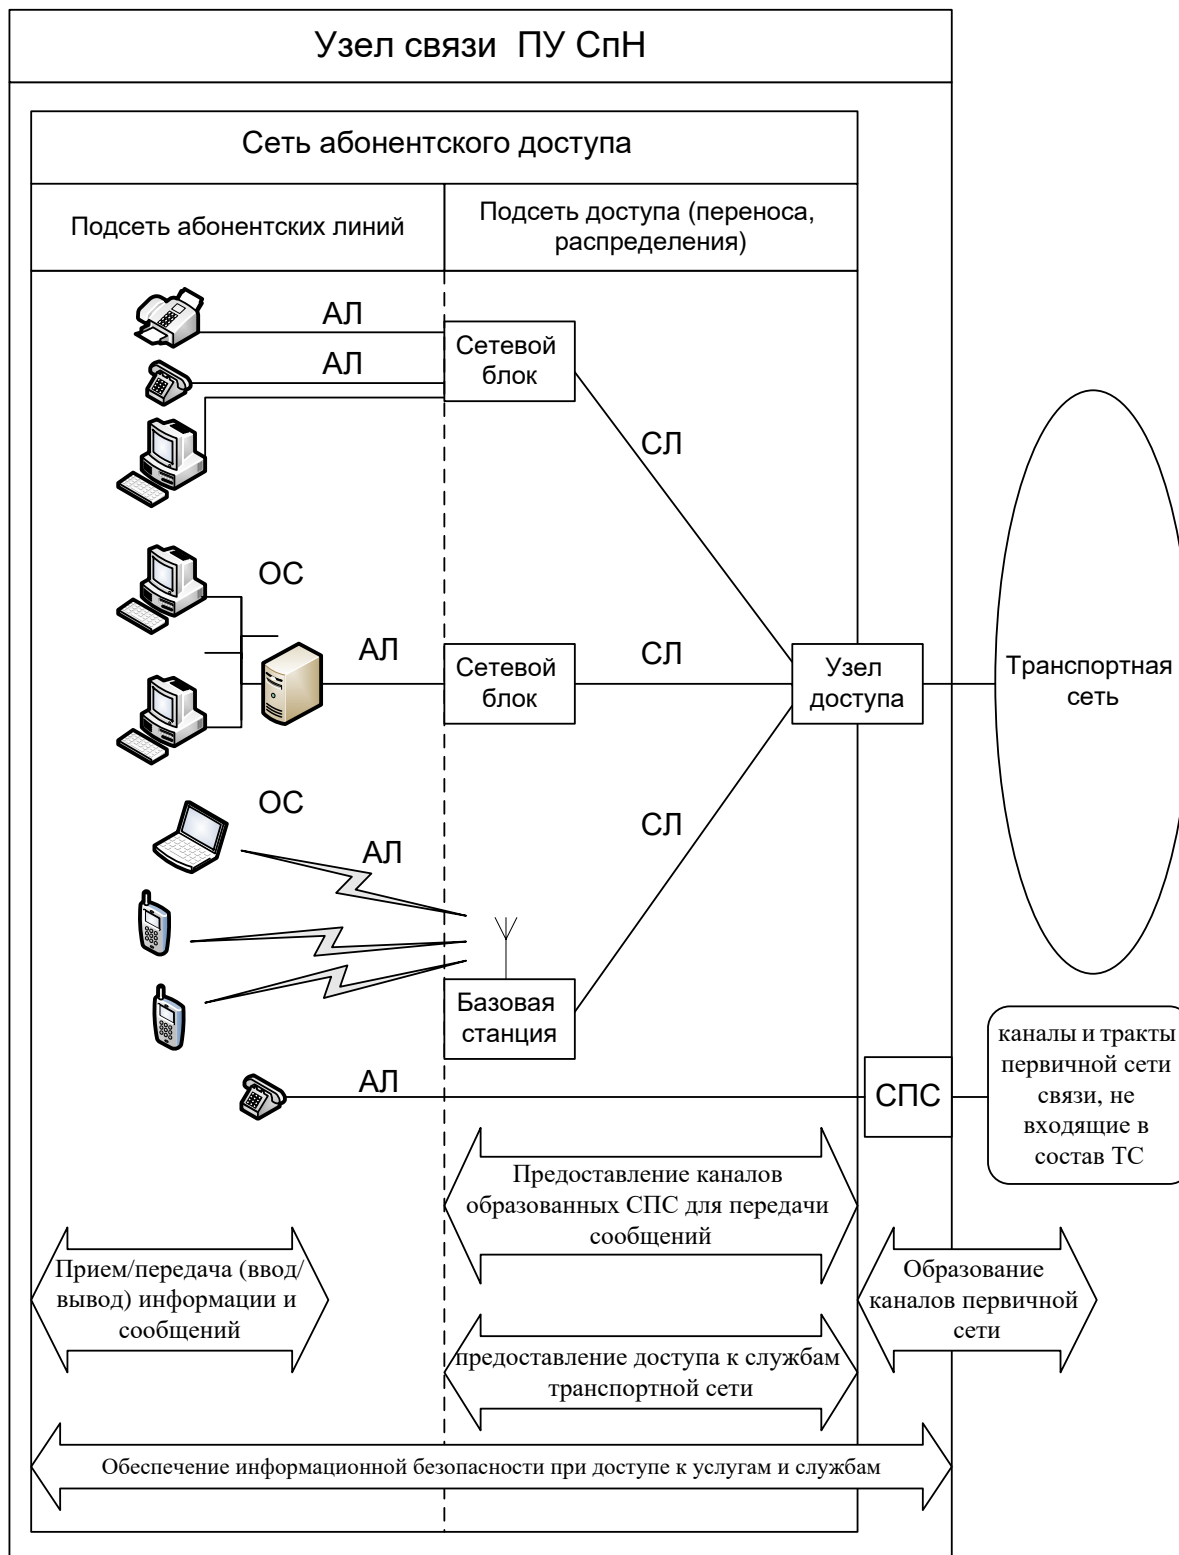 Узел связи ПУ СпН
Сеть абонентского доступа
Подсеть абонентских линий
Подсеть доступа (переноса,
распределения)
АЛ
АЛ
Сетевой
блок
СЛ
ОС
АЛ
Сетевой
блок
СЛ
Узел
доступа
Транспортная
сеть
ОС
АЛ
СЛ
Базовая
станция
АЛ
СПС
каналы и тракты
первичной сети
связи, не
входящие в
состав ТС
Предоставление каналов
образованных СПС для передачи
сообщений
Прием/передача (ввод/
вывод) информации и
сообщений
Образование
каналов первичной
сети
предоставление доступа к службам
транспортной сети
Обеспечение информационной безопасности при доступе к услугам и службам